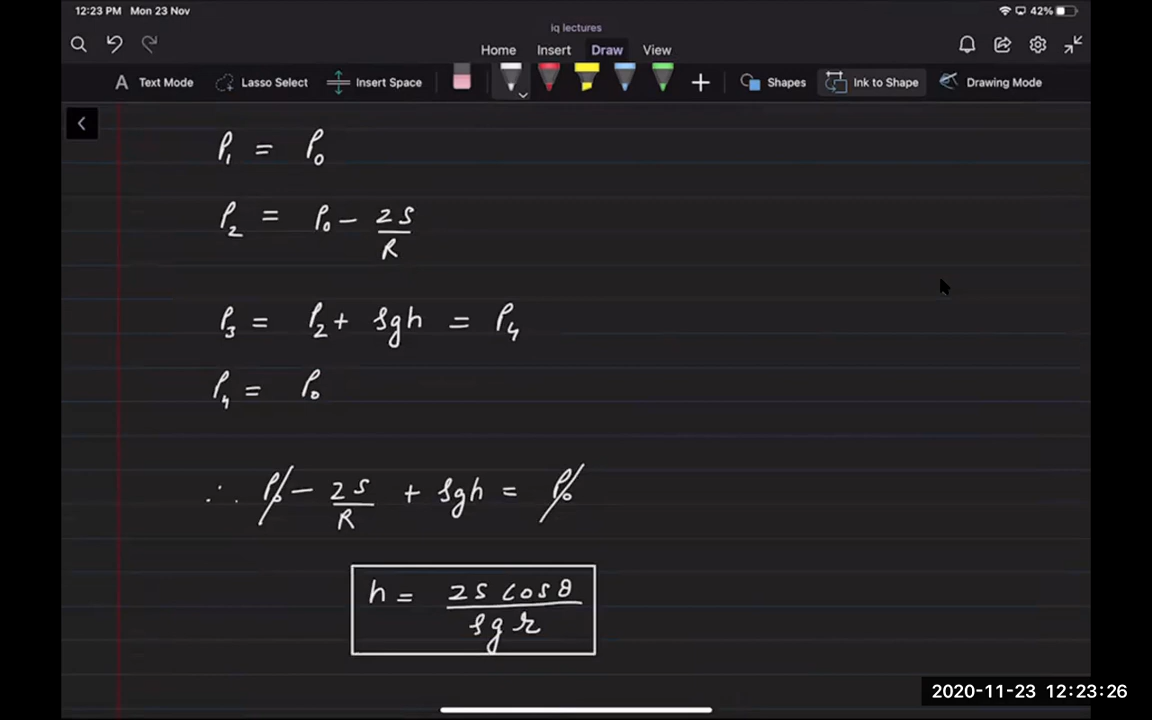 12:23 PM Mon 23 Nov 42%
iq lectures
Home Insert Draw View
Text Mode Lasso Select Insert Space Shapes Ink to Shape Drawing Mode
P₁ = P₀
P₂ = P₀ - 2S/R
P₃ = P₂ + ρgh = P₄
P₄ = P₀
∴ P₀ - 2S/R + ρgh = P₀
h = 2S cosθ / ρgr
2020-11-23 12:23:26